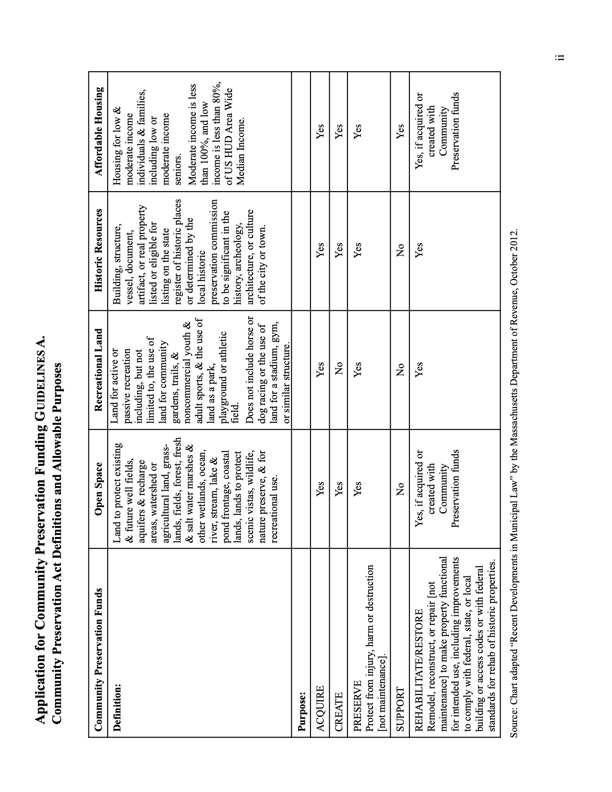 Application for Community Preservation Funding GUIDELINES A.
Community Preservation Act Definitions and Allowable Purposes
Community Preservation Funds
Open Space
Recreational Land
Historic Resources
Affordable Housing
Definition:
Land to protect existing
& future well fields,
aquifers & recharge
areas, watershed or
agricultural land, grass-
lands, fields, forest, fresh
& salt water marshes &
other wetlands, ocean,
river, stream, lake &
pond frontage, coastal
lands, lands to protect
scenic vistas, wildlife,
nature preserve, & for
recreational use.
Land for active or
passive recreation
including, but not
limited to, the use of
land for community
gardens, trails, &
noncommercial youth &
adult sports, & the use of
land as a park,
playground or athletic
field.
Does not include horse or
dog racing or the use of
land for a stadium, gym,
or similar structure.
Building, structure,
vessel, document,
artifact, or real property
listed or eligible for
listing on the state
register of historic places
or determined by the
local historic
preservation commission
to be significant in the
history, archeology,
architecture, or culture
of the city or town.
Housing for low &
moderate income
individuals & families,
including low or
moderate income
seniors.
Moderate income is less
than 100%, and low
income is less than 80%,
of US HUD Area Wide
Median Income.
Purpose:
ACQUIRE
Yes
Yes
Yes
Yes
CREATE
Yes
No
Yes
Yes
PRESERVE
Protect from injury, harm or destruction
[not maintenance].
Yes
Yes
Yes
Yes
SUPPORT
No
No
No
Yes
REHABILITATE/RESTORE
Remodel, reconstruct, or repair [not
maintenance] to make property functional
for intended use, including improvements
to comply with federal, state, or local
building or access codes or with federal
standards for rehab of historic properties.
Yes, if acquired or
created with
Community
Preservation funds
Yes
Yes
Yes, if acquired or
created with
Community
Preservation funds
Source: Chart adapted “Recent Developments in Municipal Law” by the Massachusetts Department of Revenue, October 2012.
ii